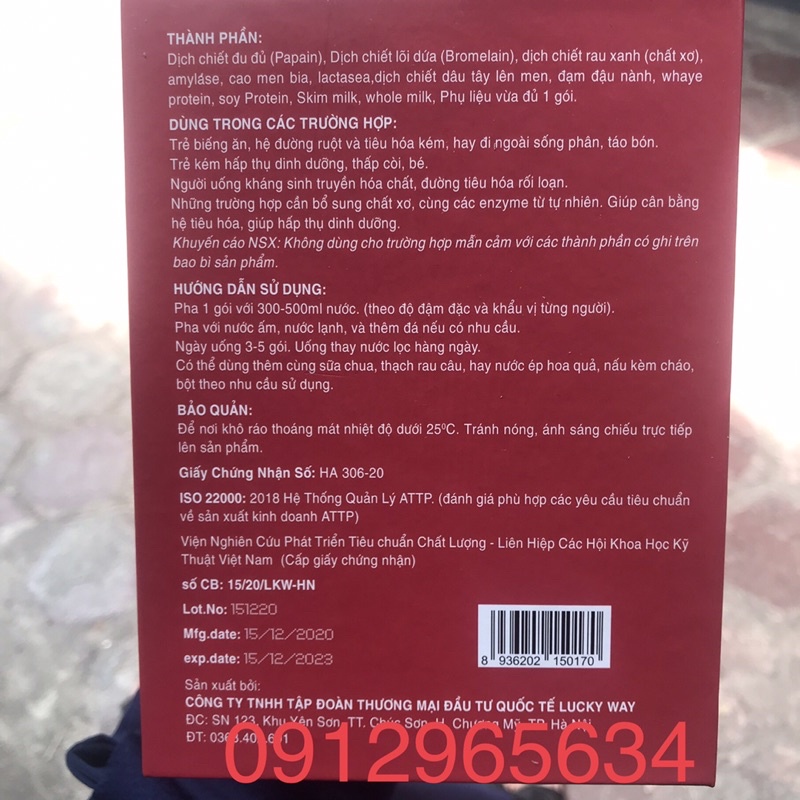 THÀNH PHẦN:
Dịch chiết đu đủ (Papain), Dịch chiết lõi dứa (Bromelain), dịch chiết rau xanh (chất xơ),
amylase, cao men bia, lactasea,dịch chiết dâu tây lên men, đạm đậu nành, whaye
protein, soy Protein, Skim milk, whole milk, Phụ liệu vừa đủ 1 gói.
DÙNG TRONG CÁC TRƯỜNG HỢP:
Trẻ biếng ăn, hệ đường ruột và tiêu hóa kém, hay đi ngoài sống phân, táo bón.
Trẻ kém hấp thụ dinh dưỡng, thấp còi, bé.
Người uống kháng sinh truyền hóa chất, đường tiêu hóa rối loạn.
Những trường hợp cần bổ sung chất xơ, cùng các enzyme từ tự nhiên. Giúp cân bằng
hệ tiêu hóa, giúp hấp thụ dinh dưỡng.
Khuyến cáo NSX: Không dùng cho trường hợp mẫn cảm với các thành phần có ghi trên
bao bì sản phẩm.
HƯỚNG DẪN SỬ DỤNG:
Pha 1 gói với 300-500ml nước. (theo độ đậm đặc và khẩu vị từng người).
Pha với nước ấm, nước lạnh, và thêm đá nếu có nhu cầu.
Ngày uống 3-5 gói. Uống thay nước lọc hàng ngày.
Có thể dùng thêm cùng sữa chua, thạch rau câu, hay nước ép hoa quả, nấu kèm cháo,
bột theo nhu cầu sử dụng.
BẢO QUẢN:
Để nơi khô ráo thoáng mát nhiệt độ dưới 25⁰C. Tránh nóng, ánh sáng chiếu trực tiếp
lên sản phẩm.
Giấy Chứng Nhận Số: HA 306-20
ISO 22000: 2018 Hệ Thống Quản Lý ATTP. (đánh giá phù hợp các yêu cầu tiêu chuẩn
về sản xuất kinh doanh ATTP)
Viện Nghiên Cứu Phát Triển Tiêu chuẩn Chất Lượng - Liên Hiệp Các Hội Khoa Học Kỹ
Thuật Việt Nam (Cấp giấy chứng nhận)
số CB: 15/20/LKW-HN
Lot.No: 151220
Mfg.date: 15/12/2020
exp.date: 15/12/2023
8 936202 150170
Sản xuất bởi:
CÔNG TY TNHH TẬP ĐOÀN THƯƠNG MẠI ĐẦU TƯ QUỐC TẾ LUCKY WAY
ĐC: SN 123, Khu Yên Sơn, TT. Chúc Sơn, H. Chương Mỹ, TP. Hà Nội
ĐT:
0912965634